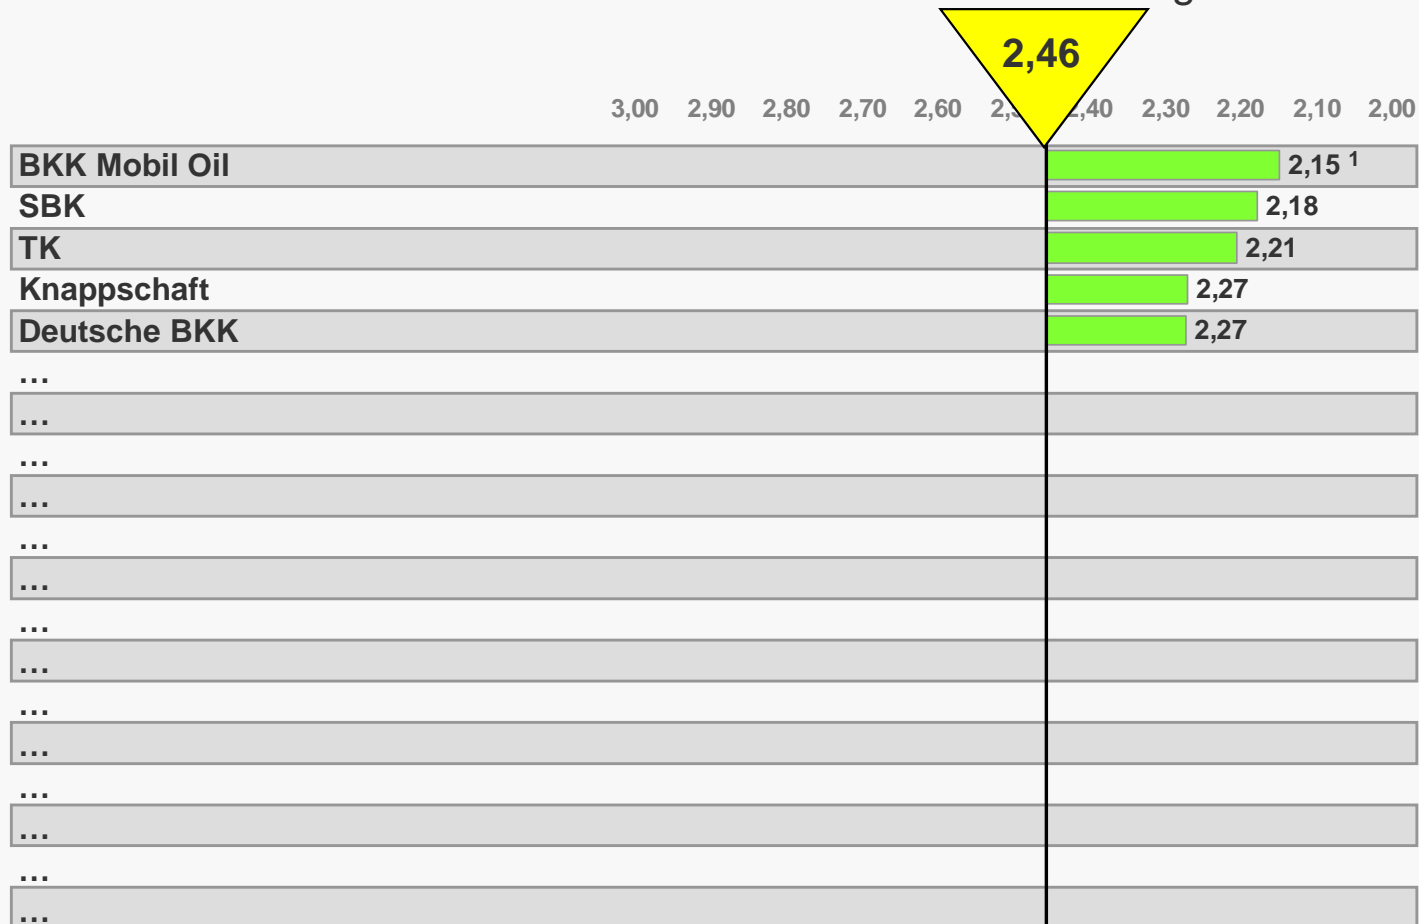 2,46
3,00 2,90 2,80 2,70 2,60 2,40 2,30 2,20 2,10 2,00
BKK Mobil Oil 2,15 ¹
SBK 2,18
TK 2,21
Knappschaft 2,27
Deutsche BKK 2,27
…
…
…
…
…
…
…
…
…
…
…
…
…
…